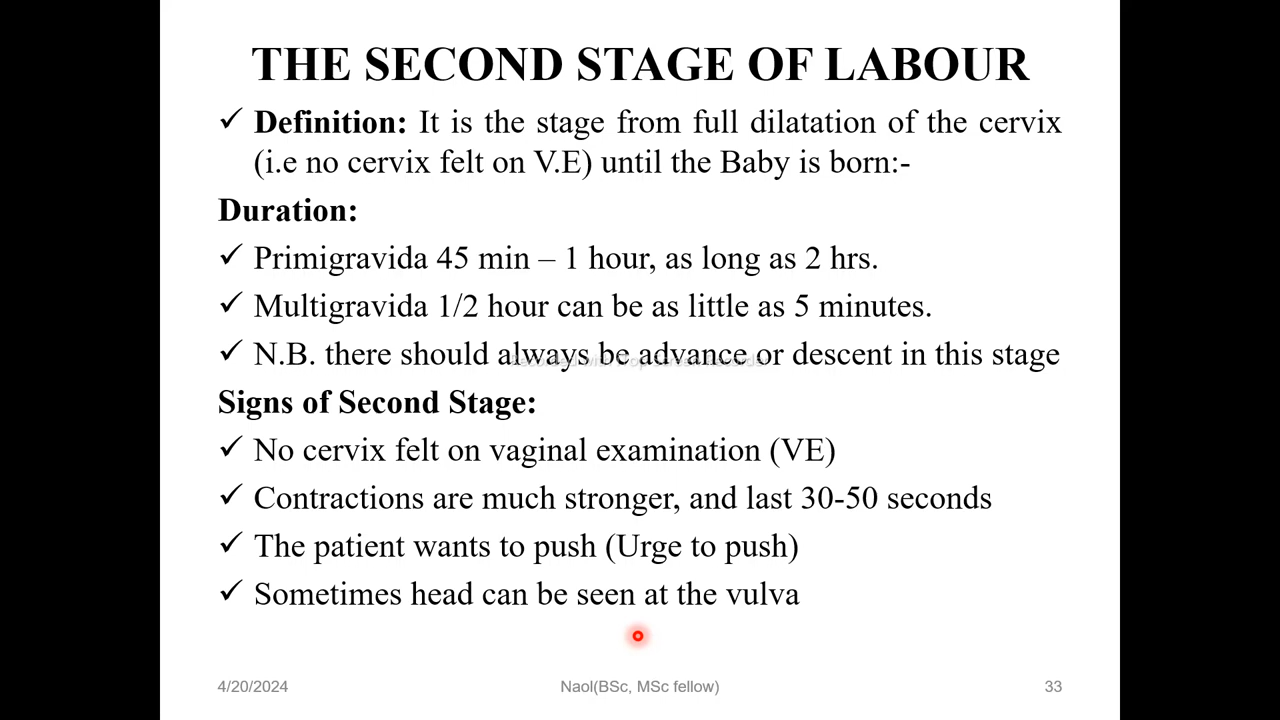 THE SECOND STAGE OF LABOUR
✓ Definition: It is the stage from full dilatation of the cervix
(i.e no cervix felt on V.E) until the Baby is born:-
Duration:
✓ Primigravida 45 min – 1 hour, as long as 2 hrs.
✓ Multigravida 1/2 hour can be as little as 5 minutes.
✓ N.B. there should always be advance or descent in this stage
Signs of Second Stage:
✓ No cervix felt on vaginal examination (VE)
✓ Contractions are much stronger, and last 30-50 seconds
✓ The patient wants to push (Urge to push)
✓ Sometimes head can be seen at the vulva
4/20/2024 Naol(BSc, MSc fellow) 33